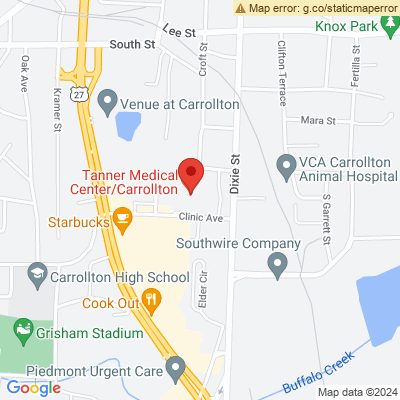 Map error: g.co/staticmaperror
Lee St
Knox Park
South St
Croft St
Oak Ave
Kramer St
27
Clifton Terrace
Fertilla St
Venue at Carrollton
Mara St
Tanner Medical
Center/Carrollton
Dixie St
VCA Carrollton
Animal Hospital
Starbucks
Clinic Ave
S Garrett St
Southwire Company
Carrollton High School
Elder Cir
Cook Out
Grisham Stadium
Piedmont Urgent Care
Buffalo Creek
Google
Map data ©2024